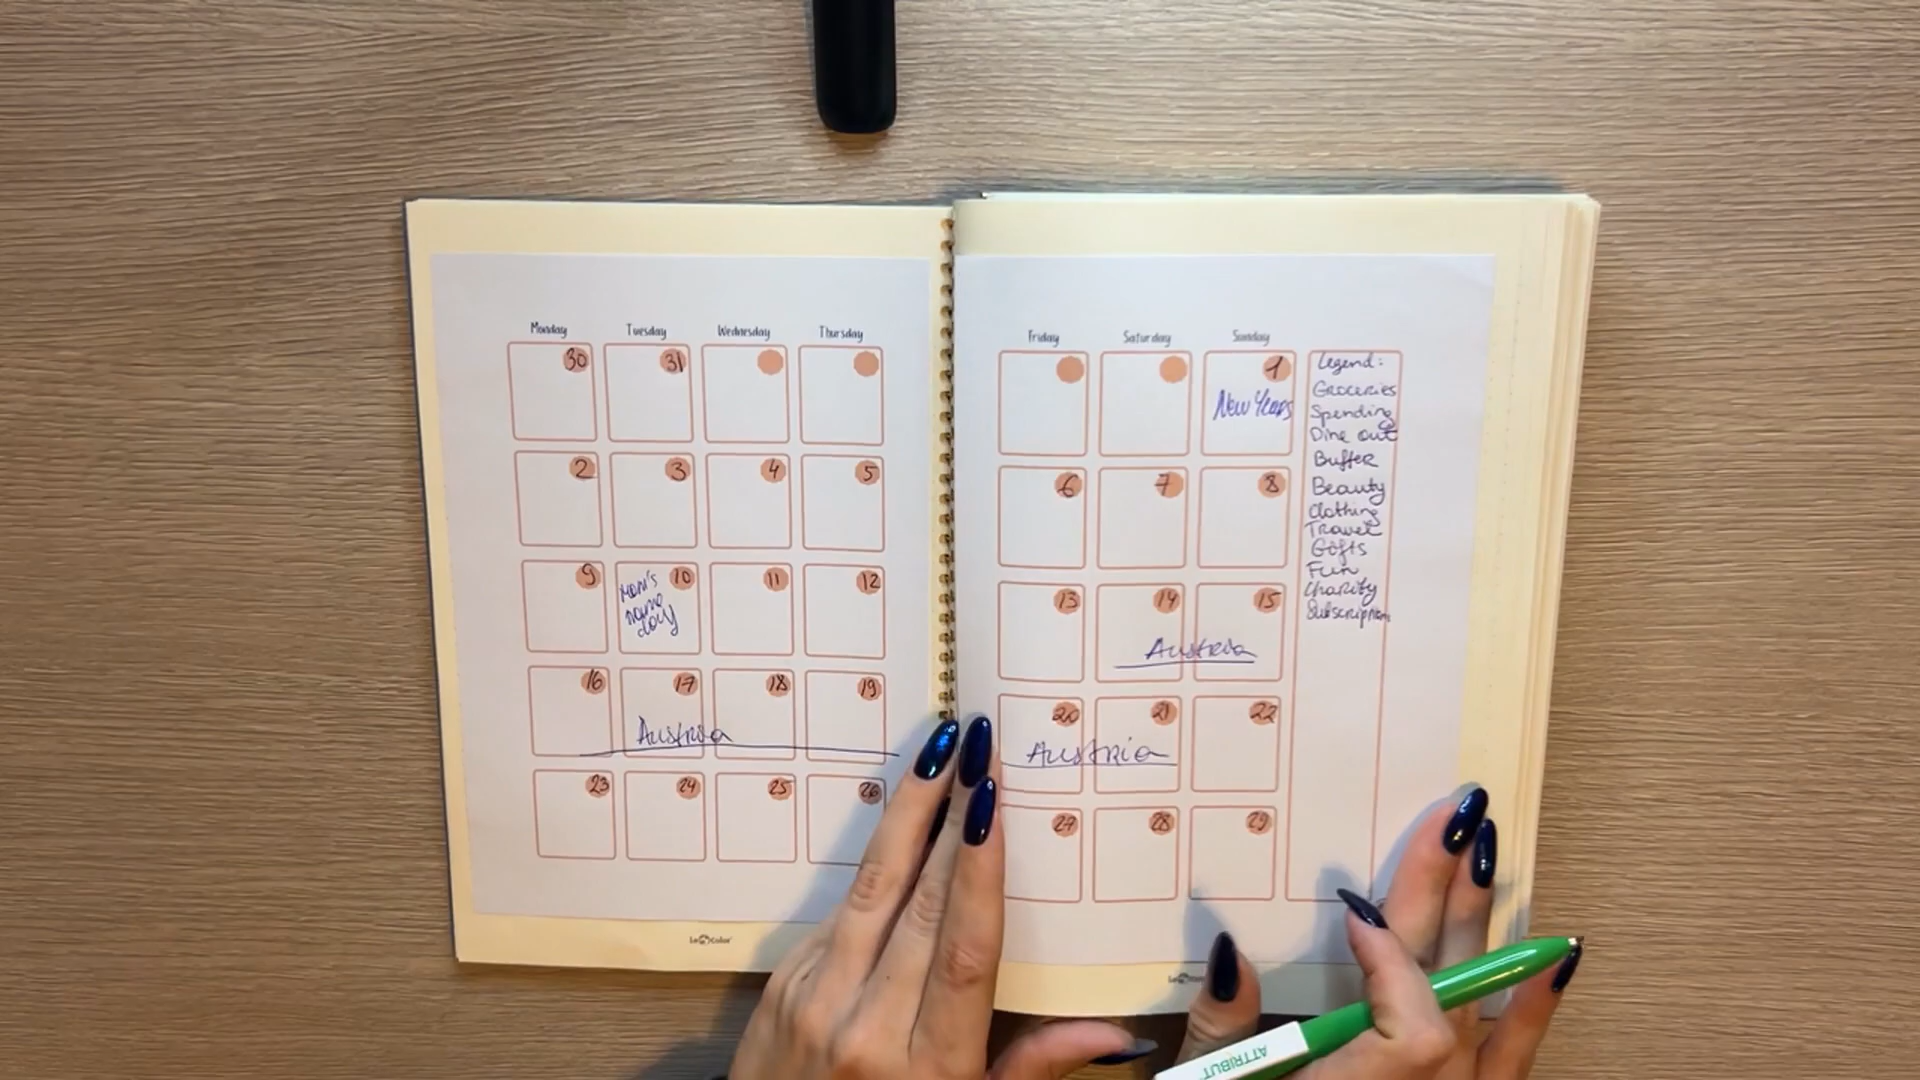 Monday Tuesday Wednesday Thursday
30 31
2 3 4 5
9 10 11 12
Mom's
name
day
16 17 18 19
Austria
23 24 25 26
Le Color
Friday Saturday Sunday
1
New Years
6 7 8
13 14 15
Austria
20 21 22
Austria
27 28 29
Legend:
Groceries
Spending
Dine out
Buffer
Beauty
Clothing
Travel
Gifts
Fun
Charity
Subscriptions
ATTRIBUT